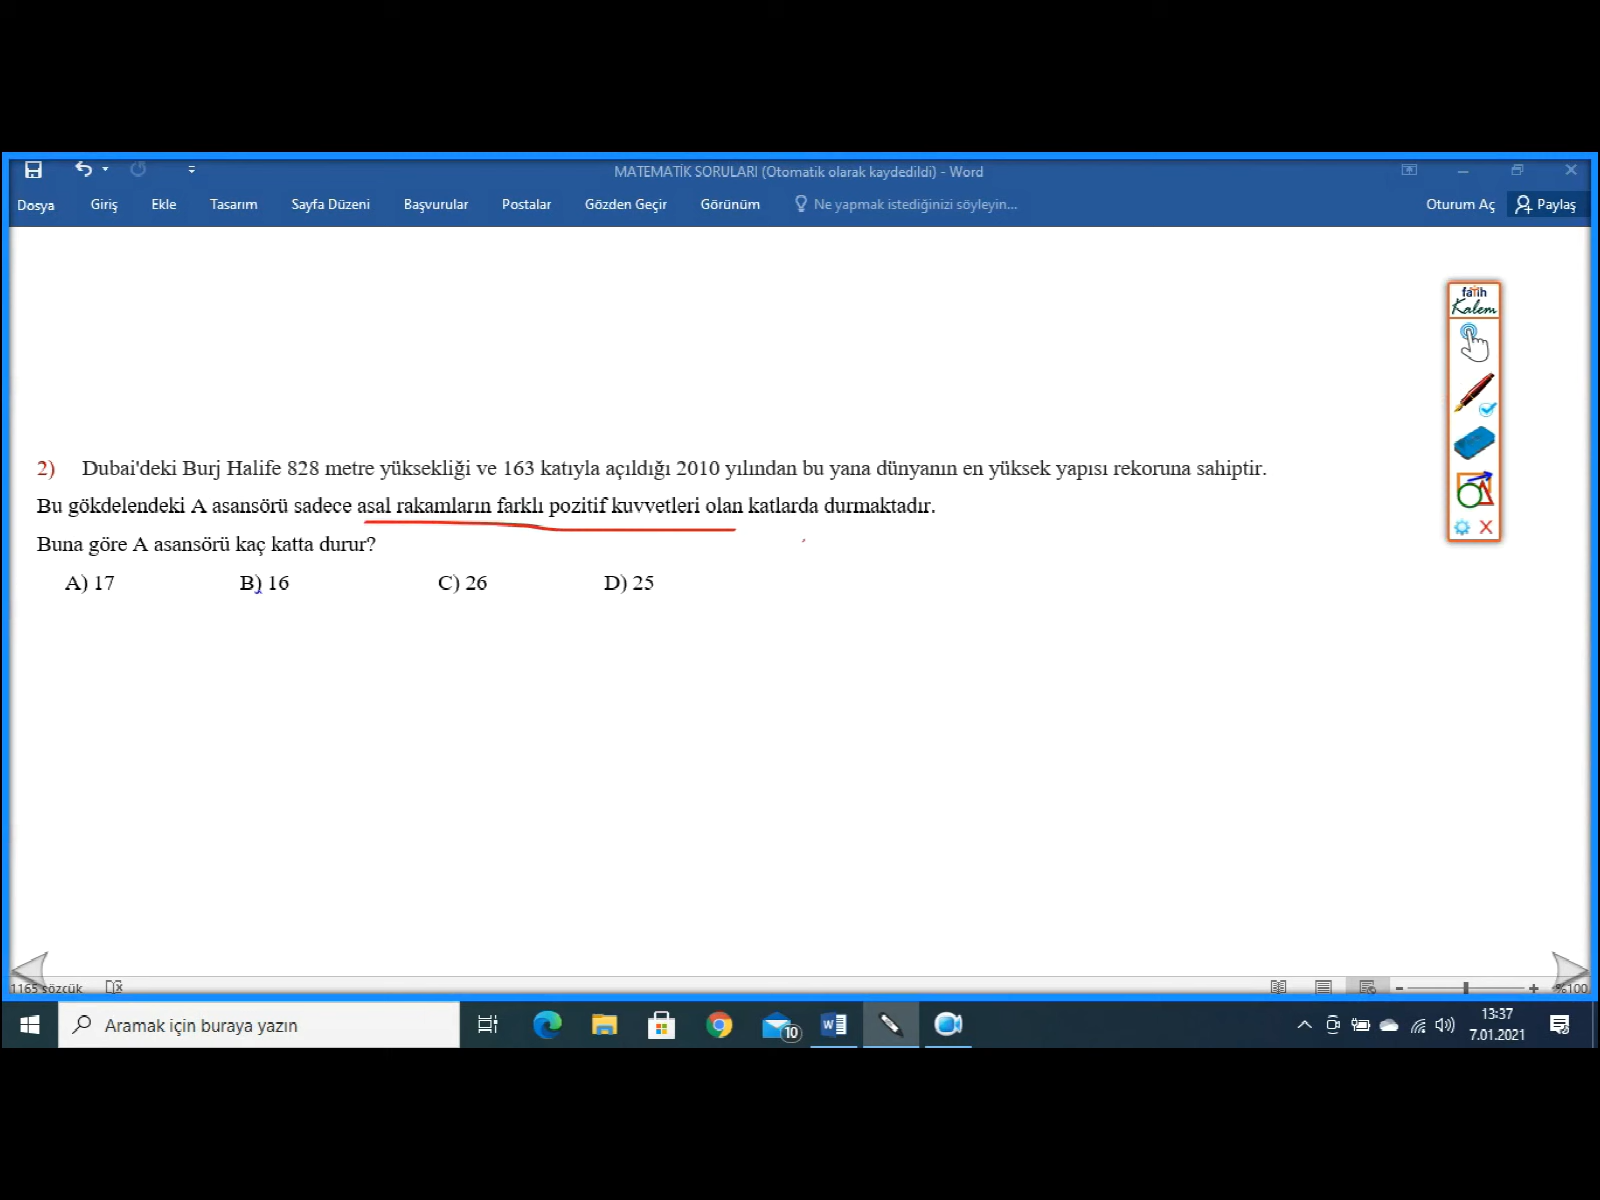 MATEMATİK SORULARI (Otomatik olarak kaydedildi) - Word
Dosya Giriş Ekle Tasarım Sayfa Düzeni Başvurular Postalar Gözden Geçir Görünüm Ne yapmak istediğinizi söyleyin... Oturum Aç Paylaş
fatih
Kalem
2) Dubai'deki Burj Halife 828 metre yüksekliği ve 163 katıyla açıldığı 2010 yılından bu yana dünyanın en yüksek yapısı rekoruna sahiptir.
Bu gökdelendeki A asansörü sadece asal rakamların farklı pozitif kuvvetleri olan katlarda durmaktadır.
Buna göre A asansörü kaç katta durur?
A) 17 B) 16 C) 26 D) 25
1165 sözcük %100
Aramak için buraya yazın 10 13:37
7.01.2021